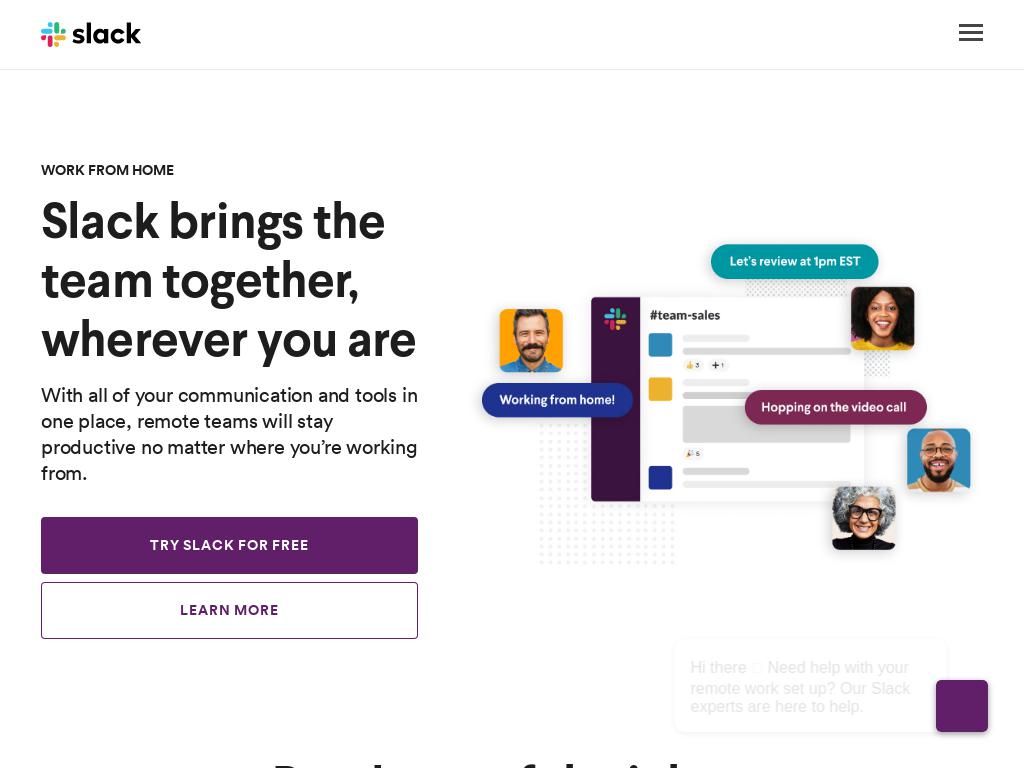 slack
WORK FROM HOME
Slack brings the
team together,
wherever you are
With all of your communication and tools in
one place, remote teams will stay
productive no matter where you’re working
from.
TRY SLACK FOR FREE
LEARN MORE
Let's review at 1pm EST
#team-sales
3
1
Working from home!
Hopping on the video call
5
Hi there Need help with your
remote work set up? Our Slack
experts are here to help.